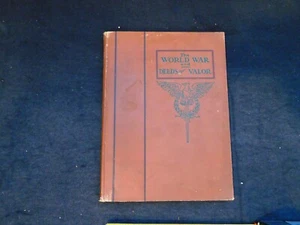 The
WORLD WAR
and
DEEDS of VALOR